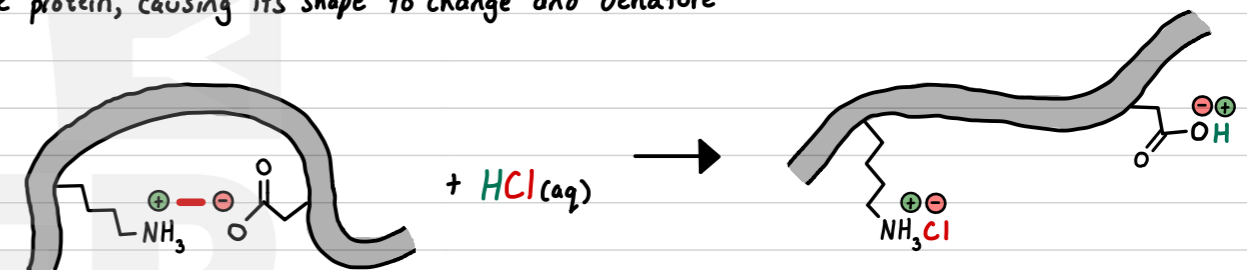 protein, causing its shape to change and denature
O
O
NH3
+ HCl(aq)
O
OH
NH3Cl